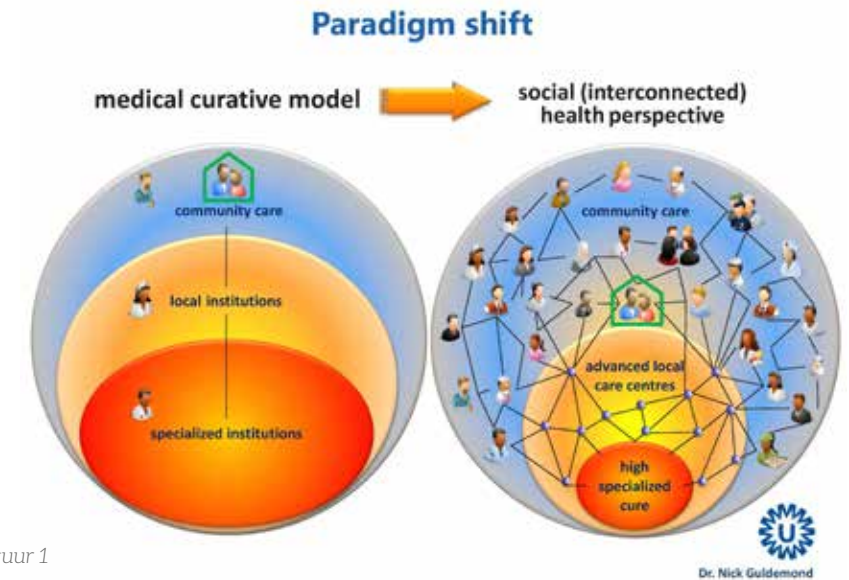 Paradigm shift
medical curative model
social (interconnected)
health perspective
community care
local institutions
specialized institutions
community care
advanced local
care centres
high
specialized
cure
U
Dr. Nick Guldemond
uur 1